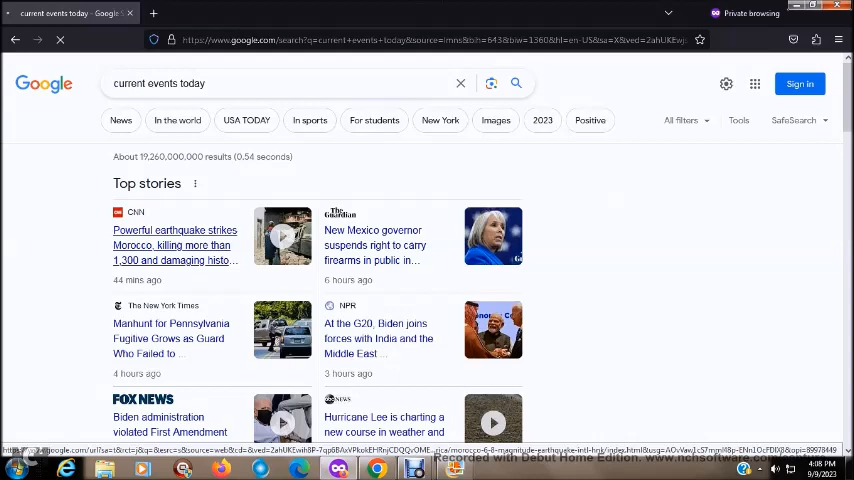 current events today - Google S
Private browsing
https://www.google.com/search?q=current+events+today&source=lmns&bih=643&biw=1360&hl=en-US&sa=X&ved=2ahUKEwj
Google
current events today
Sign in
News
In the world
USA TODAY
In sports
For students
New York
Images
2023
Positive
All filters
Tools
SafeSearch
About 19,260,000,000 results (0.54 seconds)
Top stories
CNN
Powerful earthquake strikes
Morocco, killing more than
1,300 and damaging histo...
44 mins ago
The Guardian
New Mexico governor
suspends right to carry
firearms in public in...
6 hours ago
The New York Times
Manhunt for Pennsylvania
Fugitive Grows as Guard
Who Failed to ...
4 hours ago
NPR
At the G20, Biden joins
forces with India and the
Middle East ...
3 hours ago
FOX NEWS
Biden administration
violated First Amendment
abc NEWS
Hurricane Lee is charting a
new course in weather and
Recorded with Debut Home Edition. www.nchsoftware.com/capture
4:08 PM
9/9/2023